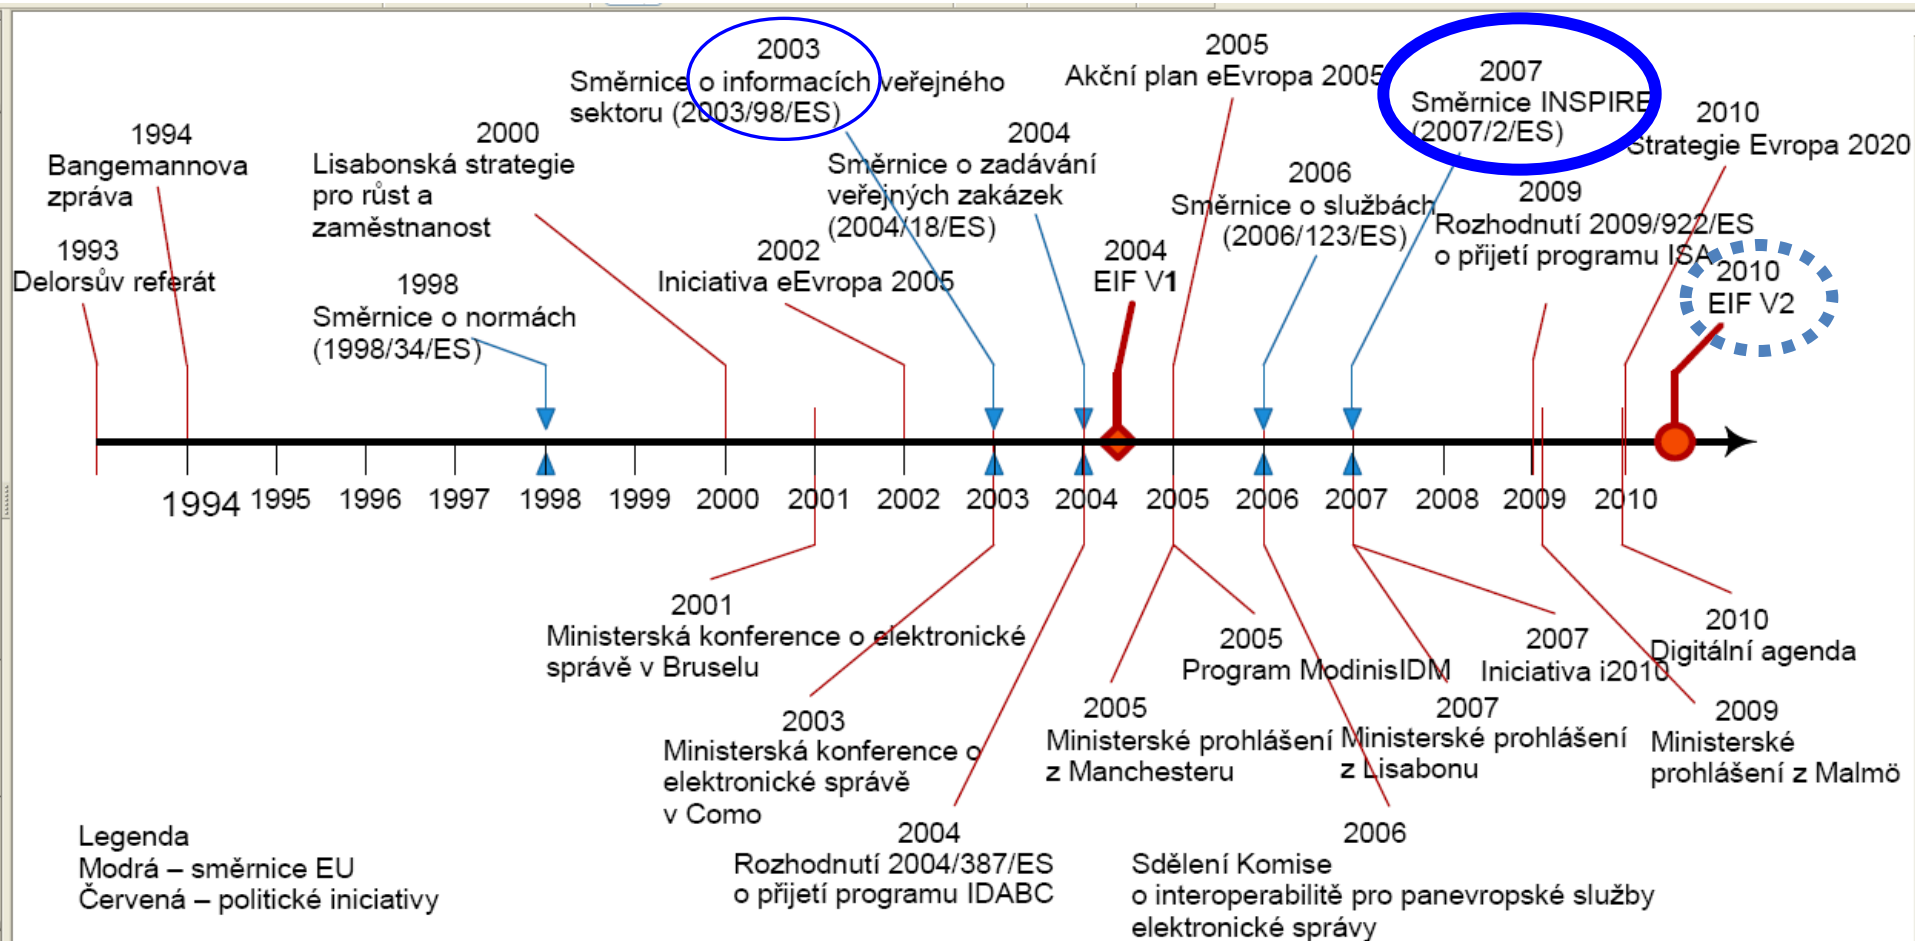 2003
Směrnice o informacích veřejného
sektoru (2003/98/ES)
2005
Akční plan eEvropa 2005
2007
Směrnice INSPIRE
(2007/2/ES)
2010
Strategie Evropa 2020
1994
Bangemannova
zpráva
2000
Lisabonská strategie
pro růst a
zaměstnanost
2004
Směrnice o zadávání
veřejných zakázek
(2004/18/ES)
2006
Směrnice o službách
(2006/123/ES)
2009
Rozhodnutí 2009/922/ES
o přijetí programu ISA
1993
Delorsův referát
1998
Směrnice o normách
(1998/34/ES)
2002
Iniciativa eEvropa 2005
2004
EIF V1
2010
EIF V2
1994 1995 1996 1997 1998 1999 2000 2001 2002 2003 2004 2005 2006 2007 2008 2009 2010
2001
Ministerská konference o elektronické
správě v Bruselu
2003
Ministerská konference o
elektronické správě
v Como
2004
Rozhodnutí 2004/387/ES
o přijetí programu IDABC
2005
Ministerské prohlášení
z Manchesteru
2005
Program ModinisIDM
2006
Sdělení Komise
o interoperabilitě pro panevropské služby
elektronické správy
2007
Ministerské prohlášení
z Lisabonu
2007
Iniciativa i2010
2010
Digitální agenda
2009
Ministerské
prohlášení z Malmö
Legenda
Modrá – směrnice EU
Červená – politické iniciativy